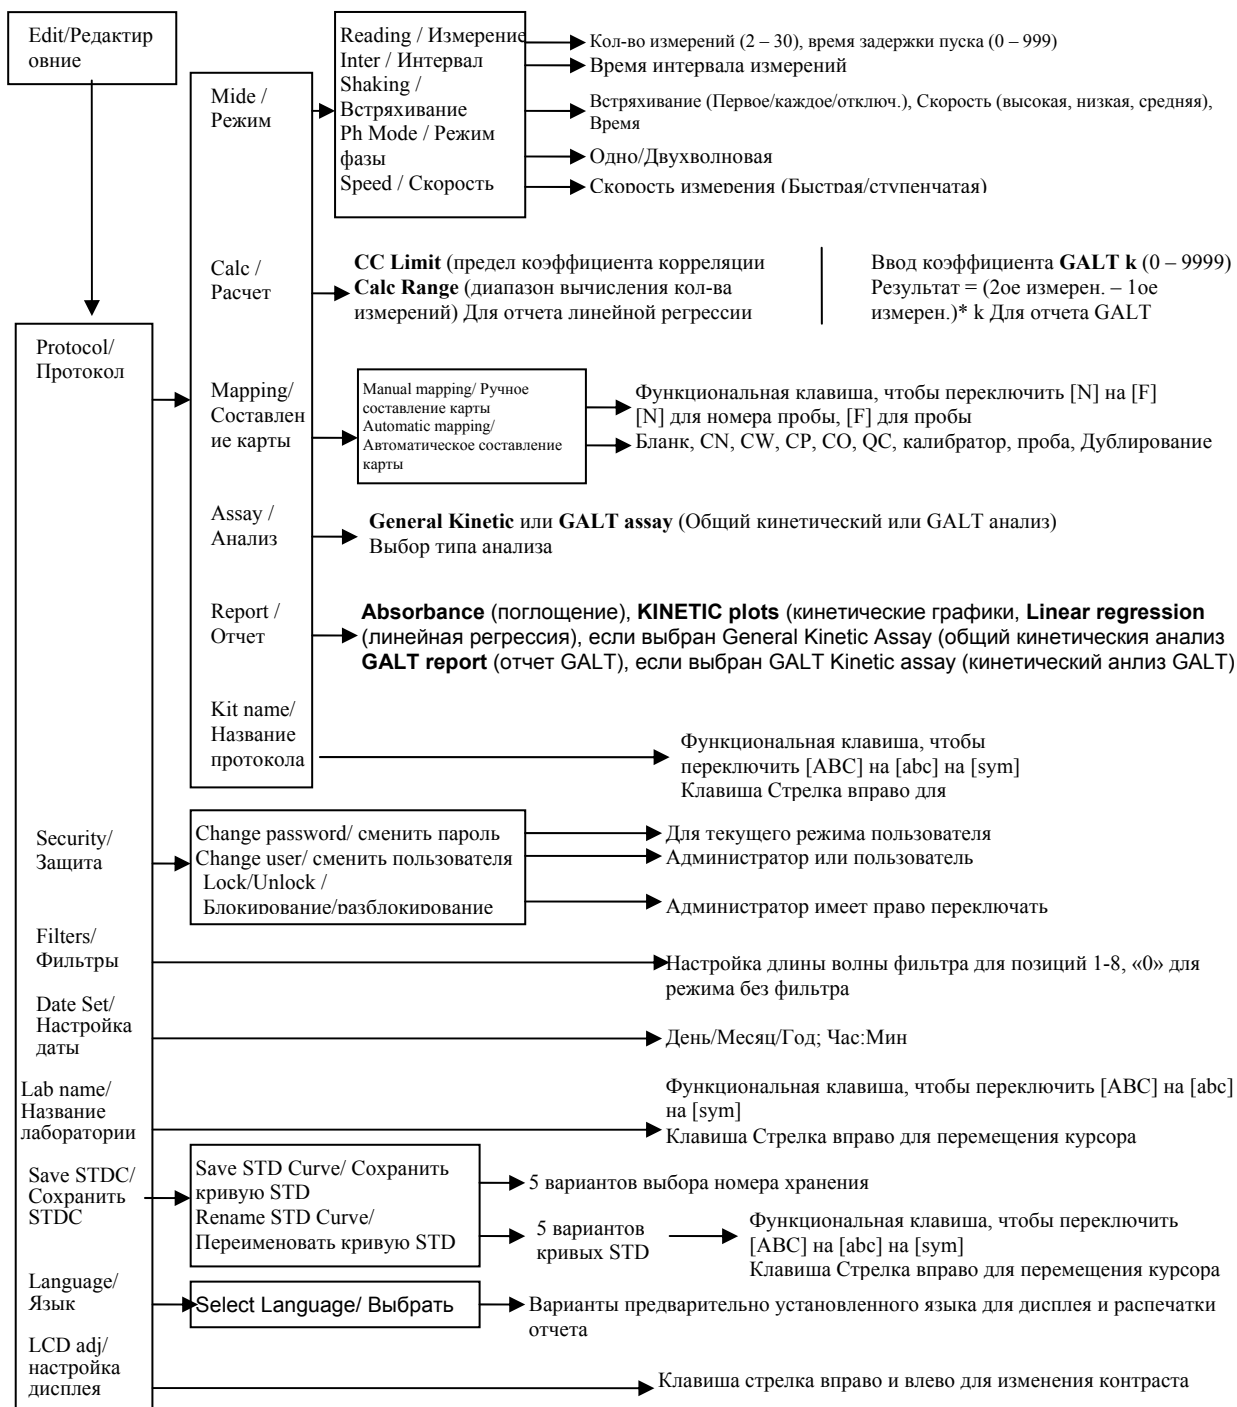 Edit/Редактир
овние
Reading / Измерение
Inter / Интервал
Shaking /
Встряхивание
Ph Mode / Режим
фазы
Speed / Скорость
Кол-во измерений (2 – 30), время задержки пуска (0 – 999)
Время интервала измерений
Встряхивание (Первое/каждое/отключ.), Скорость (высокая, низкая, средняя),
Время
Одно/Двухволновая
Скорость измерения (Быстрая/ступенчатая)
Mide /
Режим
Calc /
Расчет
CC Limit (предел коэффициента корреляции
Calc Range (диапазон вычисления кол-ва
измерений) Для отчета линейной регрессии
Ввод коэффициента GALT k (0 – 9999)
Результат = (2ое измерен. – 1ое
измерен.)* k Для отчета GALT
Protocol/
Протокол
Mapping/
Составлен
ие карты
Manual mapping/ Ручное
составление карты
Automatic mapping/
Автоматическое составление
карты
Функциональная клавиша, чтобы переключить [N] на [F]
[N] для номера пробы, [F] для пробы
Бланк, CN, CW, CP, CO, QC, калибратор, проба, Дублирование
Assay /
Анализ
General Kinetic или GALT assay (Общий кинетический или GALT анализ)
Выбор типа анализа
Report /
Отчет
Absorbance (поглощение), KINETIC plots (кинетические графики, Linear regression
(линейная регрессия), если выбран General Kinetic Assay (общий кинетическия анализ
GALT report (отчет GALT), если выбран GALT Kinetic assay (кинетический анлиз GALT)
Kit name/
Название
протокола
Функциональная клавиша, чтобы
переключить [ABC] на [abc] на [sym]
Клавиша Стрелка вправо для
Security/
Защита
Change password/ сменить пароль
Change user/ сменить пользователя
Lock/Unlock /
Блокирование/разблокирование
Для текущего режима пользователя
Администратор или пользователь
Администратор имеет право переключать
Filters/
Фильтры
Настройка длины волны фильтра для позиций 1-8, «0» для
режима без фильтра
Date Set/
Настройка
даты
День/Месяц/Год; Час:Мин
Lab name/
Название
лаборатории
Функциональная клавиша, чтобы переключить [ABC] на [abc]
на [sym]
Клавиша Стрелка вправо для перемещения курсора
Save STDC/
Сохранить
STDC
Save STD Curve/ Сохранить
кривую STD
Rename STD Curve/
Переименовать кривую STD
5 вариантов выбора номера хранения
5 вариантов
кривых STD
Функциональная клавиша, чтобы переключить
[ABC] на [abc] на [sym]
Клавиша Стрелка вправо для перемещения курсора
Language/
Язык
Select Language/ Выбрать
Варианты предварительно установленного языка для дисплея и распечатки
отчета
LCD adj/
настройка
дисплея
Клавиша стрелка вправо и влево для изменения контраста